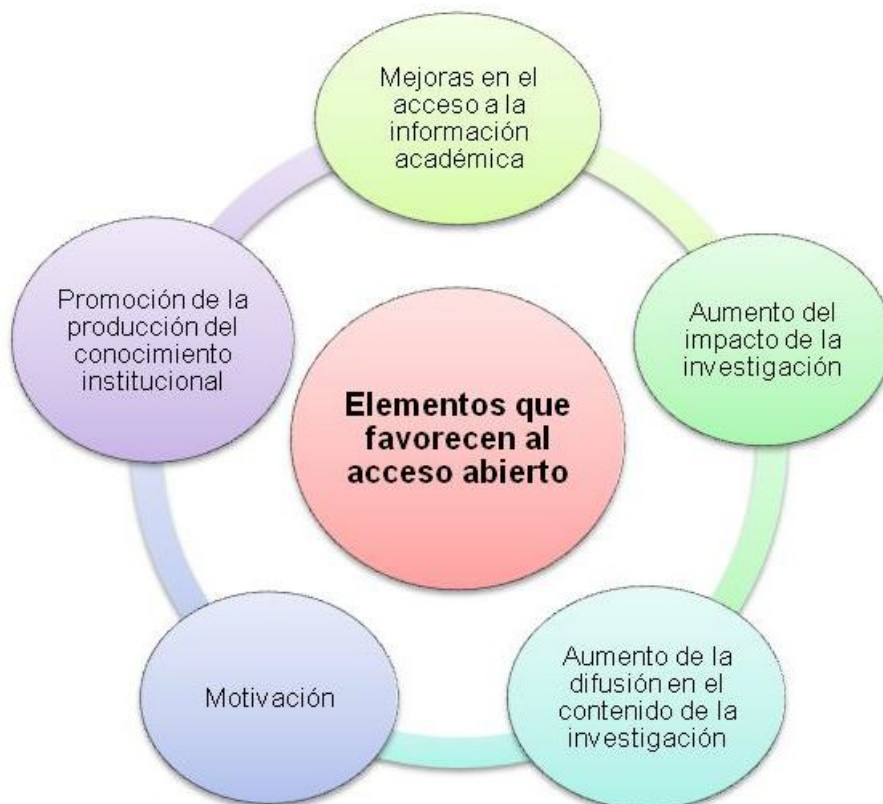 Mejoras en el
acceso a la
información
académica
Aumento del
impacto de la
investigación
Aumento de la
difusión en el
contenido de la
investigación
Motivación
Promoción de la
producción del
conocimiento
institucional
Elementos que
favorecen al
acceso abierto